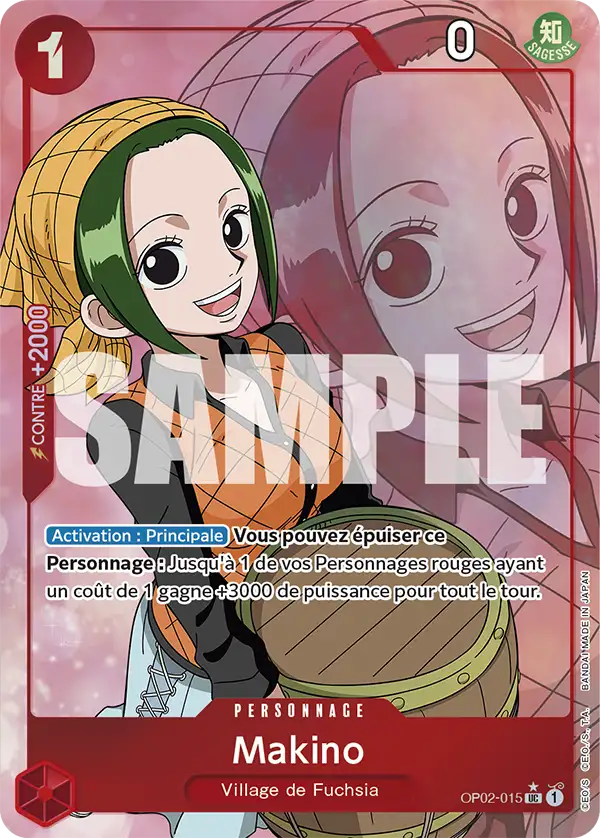 1
0
知
SAGESSE
CONTRE +2000
SAMPLE
Activation : Principale Vous pouvez épuiser ce
Personnage : Jusqu'à 1 de vos Personnages rouges ayant
un coût de 1 gagne +3000 de puissance pour tout le tour.
PERSONNAGE
Makino
Village de Fuchsia
OP02-015 UC 1
©E.O/S. ©E.O./S., T.A. BANDAI MADE IN JAPAN